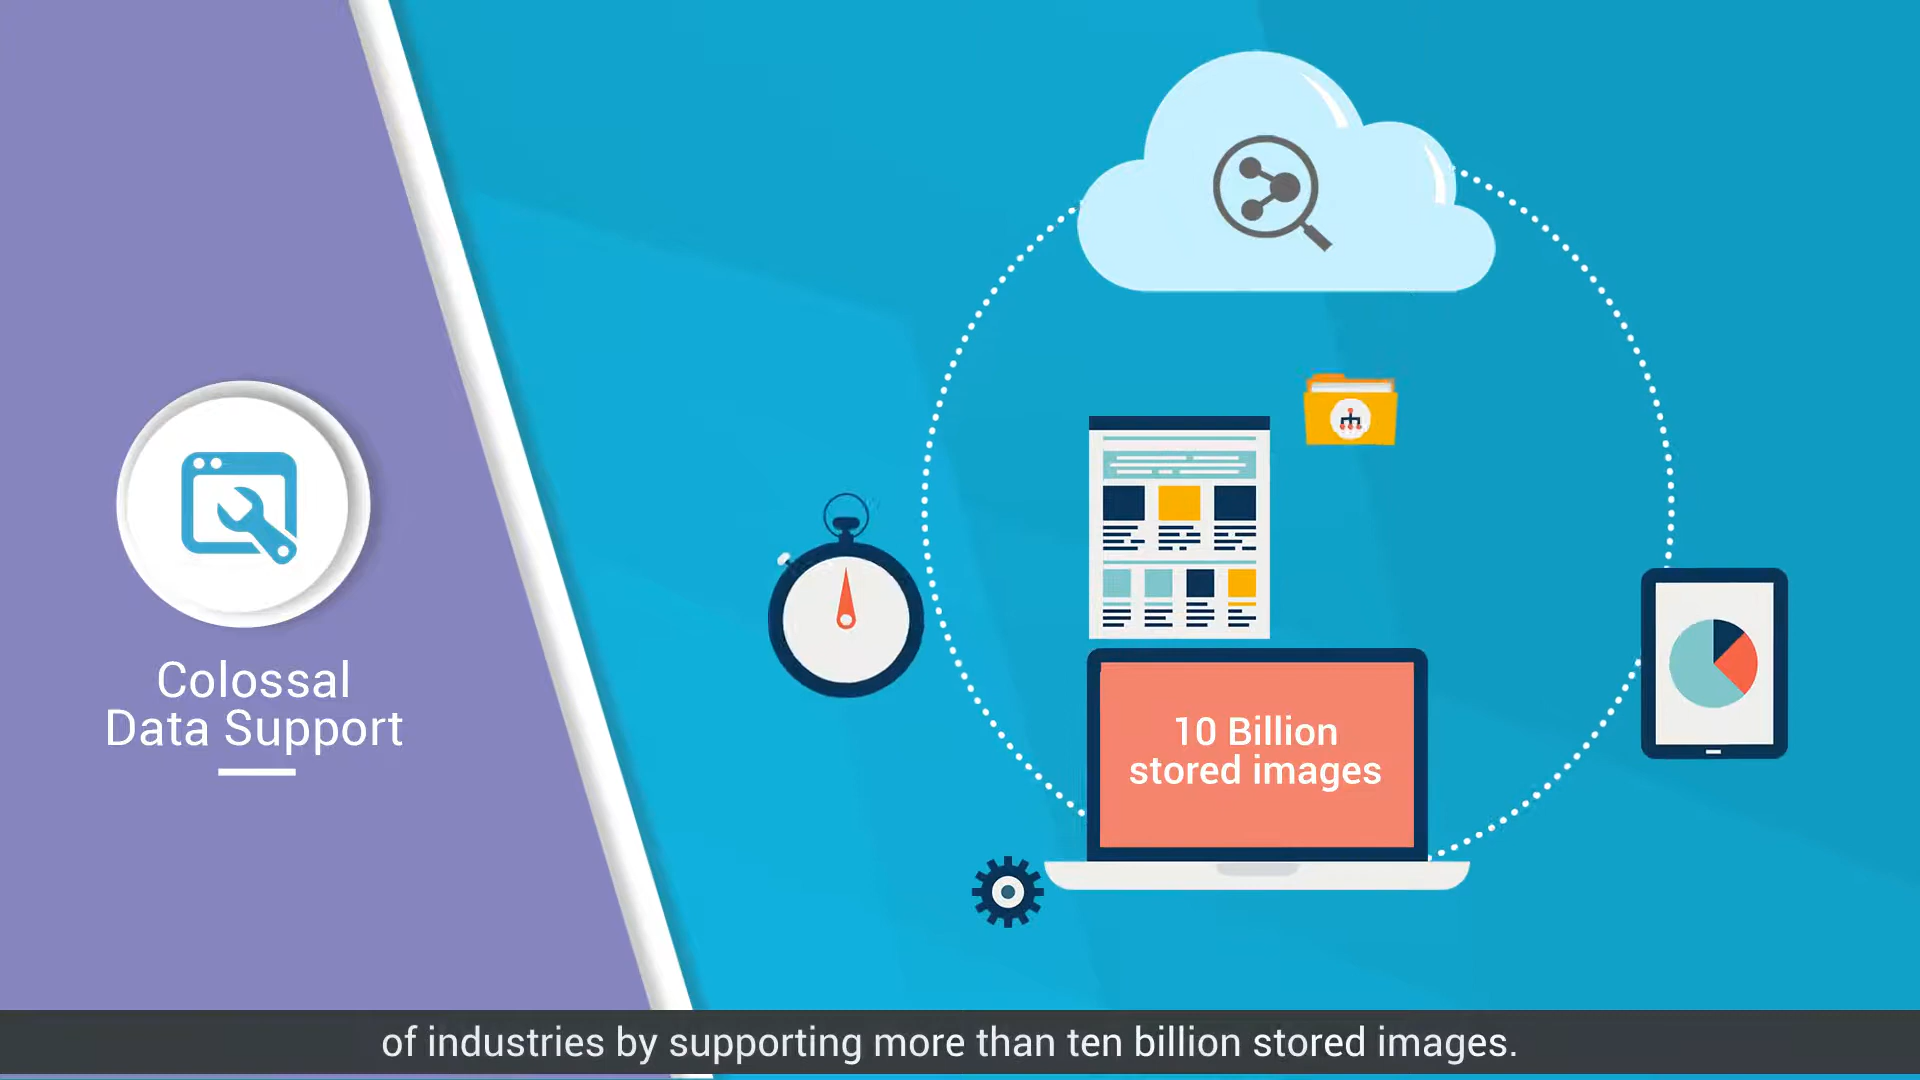 Colossal
Data Support
10 Billion
stored images
of industries by supporting more than ten billion stored images.